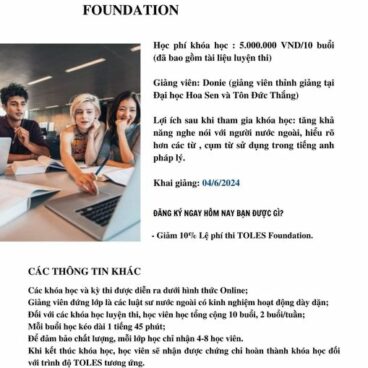 FOUNDATION
Học phí khóa học : 5.000.000 VND/10 buổi
(đã bao gồm tài liệu luyện thi)
Giảng viên: Donie (giảng viên thỉnh giảng tại
Đại học Hoa Sen và Tôn Đức Thắng)
Lợi ích sau khi tham gia khóa học: tăng khả
năng nghe nói với người nước ngoài, hiểu rõ
hơn các từ , cụm từ sử dụng trong tiếng anh
pháp lý.
Khai giảng: 04/6/2024
ĐĂNG KÝ NGAY HÔM NAY BẠN ĐƯỢC GÌ?
- Giảm 10% Lệ phí thi TOLES Foundation.
CÁC THÔNG TIN KHÁC
Các khóa học và kỳ thi được diễn ra dưới hình thức Online;
Giảng viên đứng lớp là các luật sư nước ngoài có kinh nghiệm hoạt động dày dặn;
Đối với các khóa học luyện thi, học viên học tổng cộng 10 buổi, 2 buổi/tuần;
Mỗi buổi học kéo dài 1 tiếng 45 phút;
Để đảm bảo chất lượng, mỗi lớp học chỉ nhận 4-8 học viên.
Khi kết thúc khóa học, học viên sẽ nhận được chứng chỉ hoàn thành khóa học đối
với trình độ TOLES tương ứng.